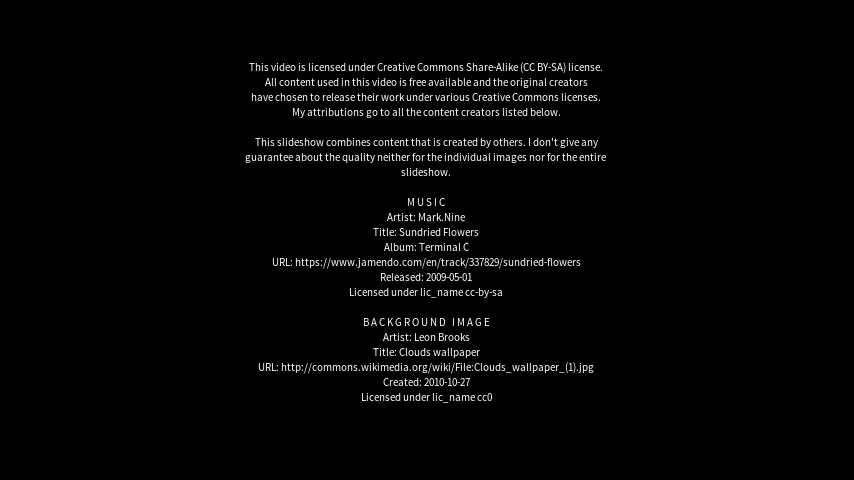 This video is licensed under Creative Commons Share-Alike (CC BY-SA) license.
All content used in this video is free available and the original creators
have chosen to release their work under various Creative Commons licenses.
My attributions go to all the content creators listed below.
This slideshow combines content that is created by others. I don't give any
guarantee about the quality neither for the individual images nor for the entire
slideshow.
MUSIC
Artist: Mark.Nine
Title: Sundried Flowers
Album: Terminal C
URL: https://www.jamendo.com/en/track/337829/sundried-flowers
Released: 2009-05-01
Licensed under lic_name cc-by-sa
BACKGROUND IMAGE
Artist: Leon Brooks
Title: Clouds wallpaper
URL: http://commons.wikimedia.org/wiki/File:Clouds_wallpaper_(1).jpg
Created: 2010-10-27
Licensed under lic_name cc0